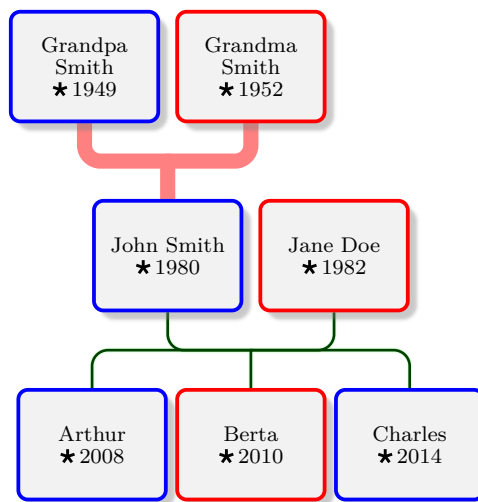 Grandpa
Smith
★1949
Grandma
Smith
★1952
John Smith
★1980
Jane Doe
★1982
Arthur
★2008
Berta
★2010
Charles
★2014